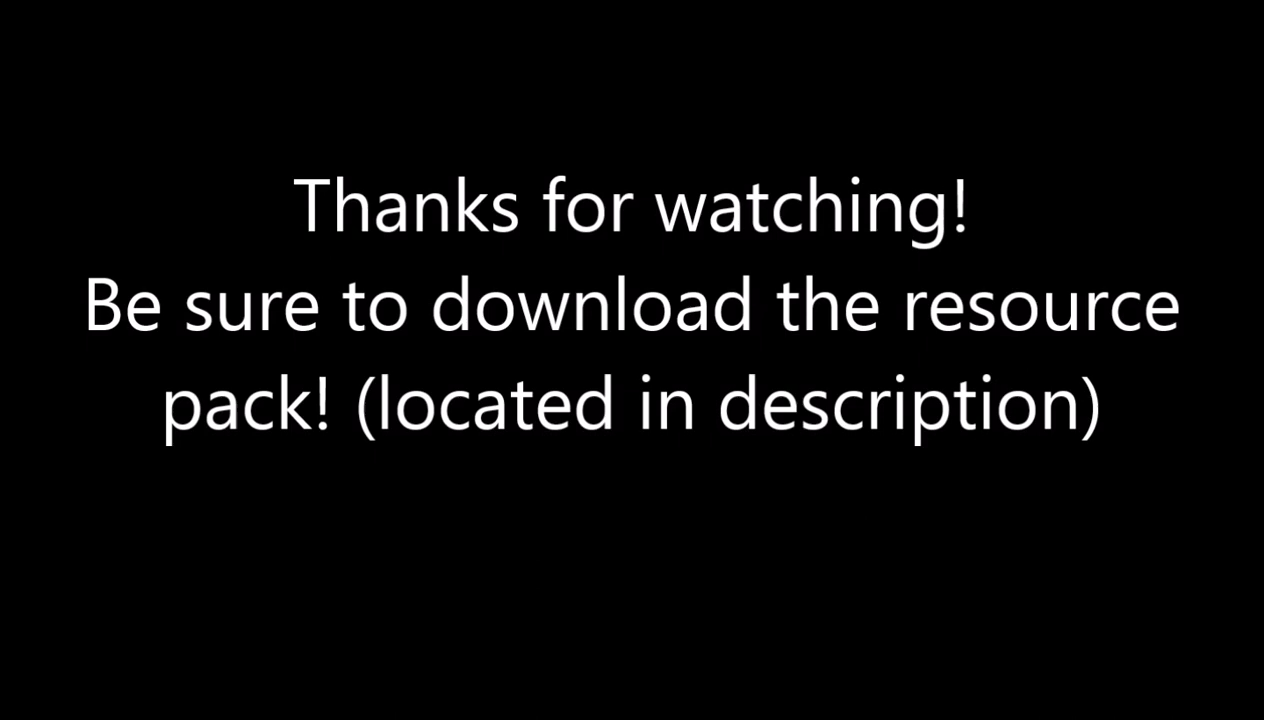 Thanks for watching!
Be sure to download the resource
pack! (located in description)